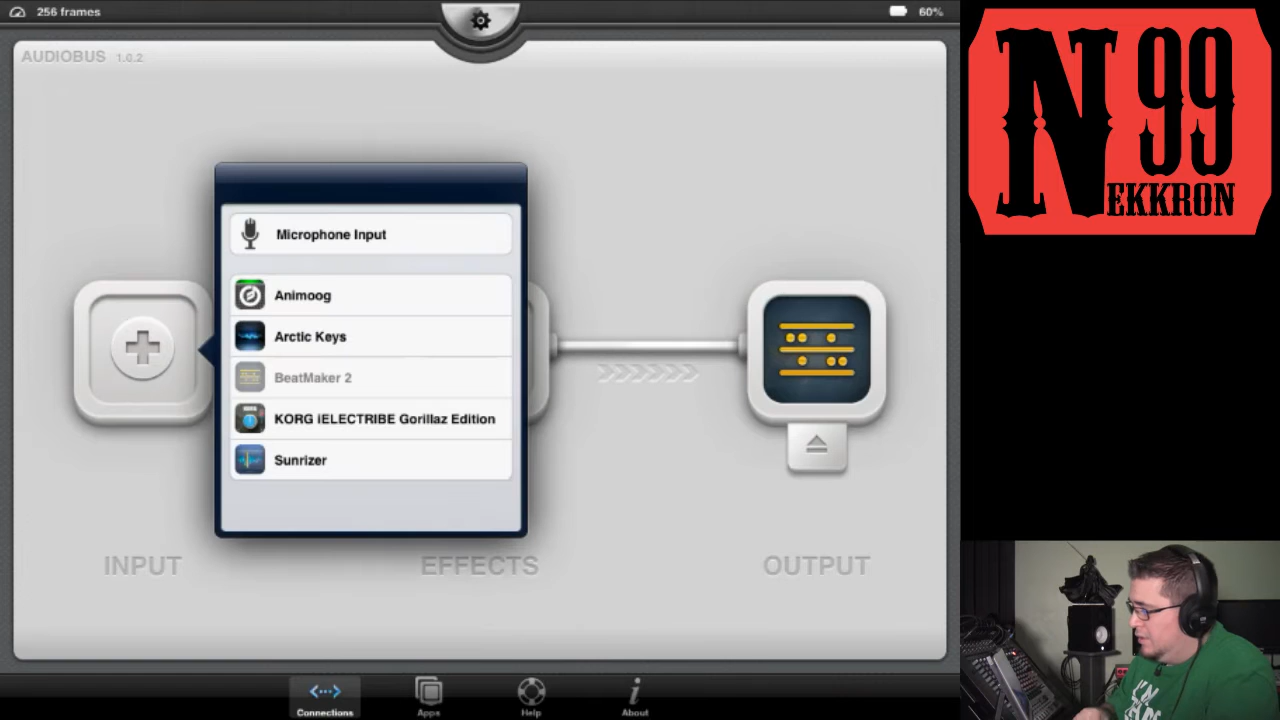 256 frames
60%
AUDIOBUS 1.0.2
Microphone Input
Animoog
Arctic Keys
BeatMaker 2
KORG iELECTRIBE Gorillaz Edition
Sunrizer
INPUT
EFFECTS
OUTPUT
Connections
Apps
Help
About
N 99
NEKKRON